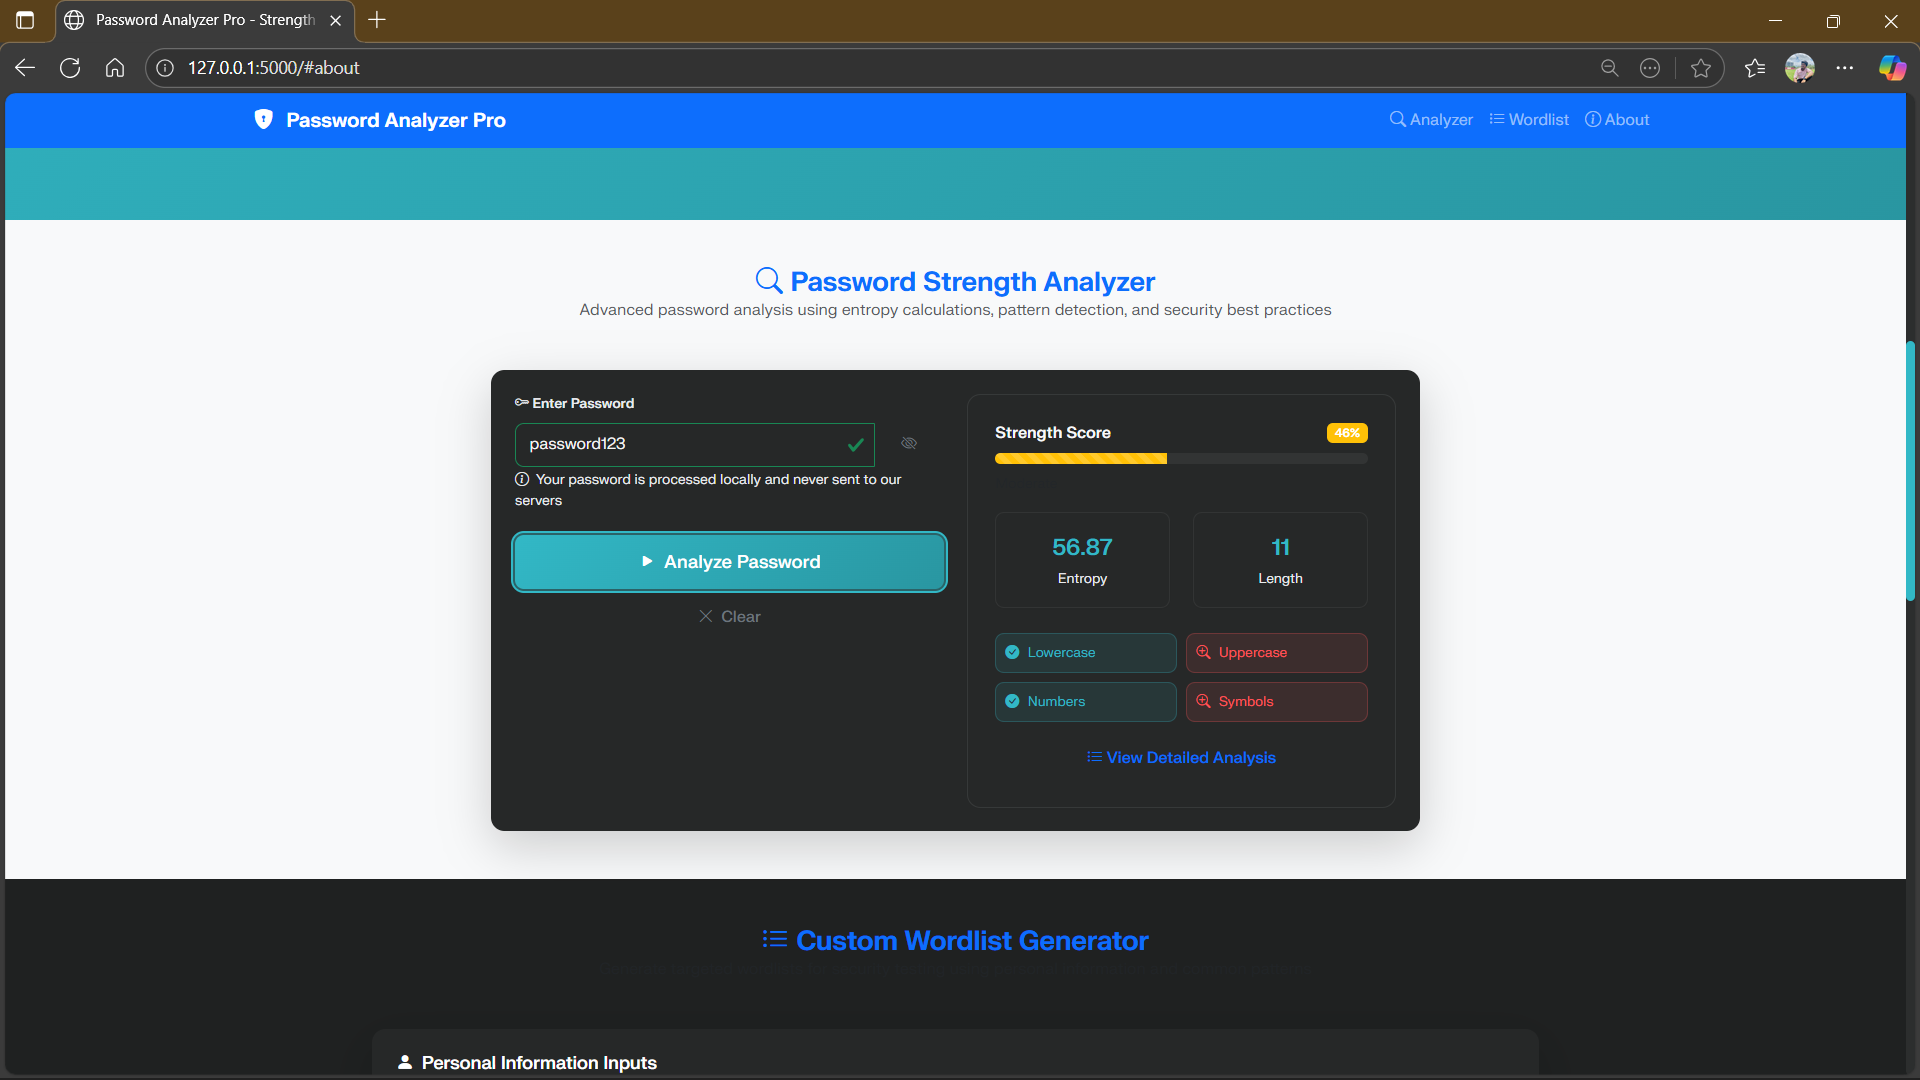 Password Analyzer Pro - Strength
127.0.0.1:5000/#about
Password Analyzer Pro
Analyzer
Wordlist
About
Password Strength Analyzer
Advanced password analysis using entropy calculations, pattern detection, and security best practices
Enter Password
password123
Your password is processed locally and never sent to our
servers
Analyze Password
Clear
Strength Score
46%
56.87
Entropy
11
Length
Lowercase
Uppercase
Numbers
Symbols
View Detailed Analysis
Custom Wordlist Generator
Personal Information Inputs